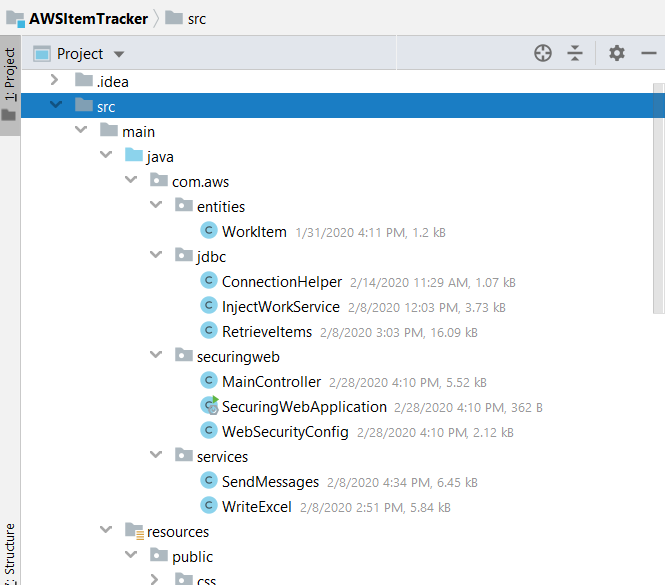 AWSItemTracker src
Project
1: Project
.idea
src
main
java
com.aws
entities
WorkItem 1/31/2020 4:11 PM, 1.2 kB
jdbc
ConnectionHelper 2/14/2020 11:29 AM, 1.07 kB
InjectWorkService 2/8/2020 12:03 PM, 3.73 kB
RetrieveItems 2/8/2020 3:03 PM, 16.09 kB
securingweb
MainController 2/28/2020 4:10 PM, 5.52 kB
SecuringWebApplication 2/28/2020 4:10 PM, 362 B
WebSecurityConfig 2/28/2020 4:10 PM, 2.12 kB
services
SendMessages 2/8/2020 4:34 PM, 6.45 kB
WriteExcel 2/8/2020 2:51 PM, 5.84 kB
resources
public
css
Structure